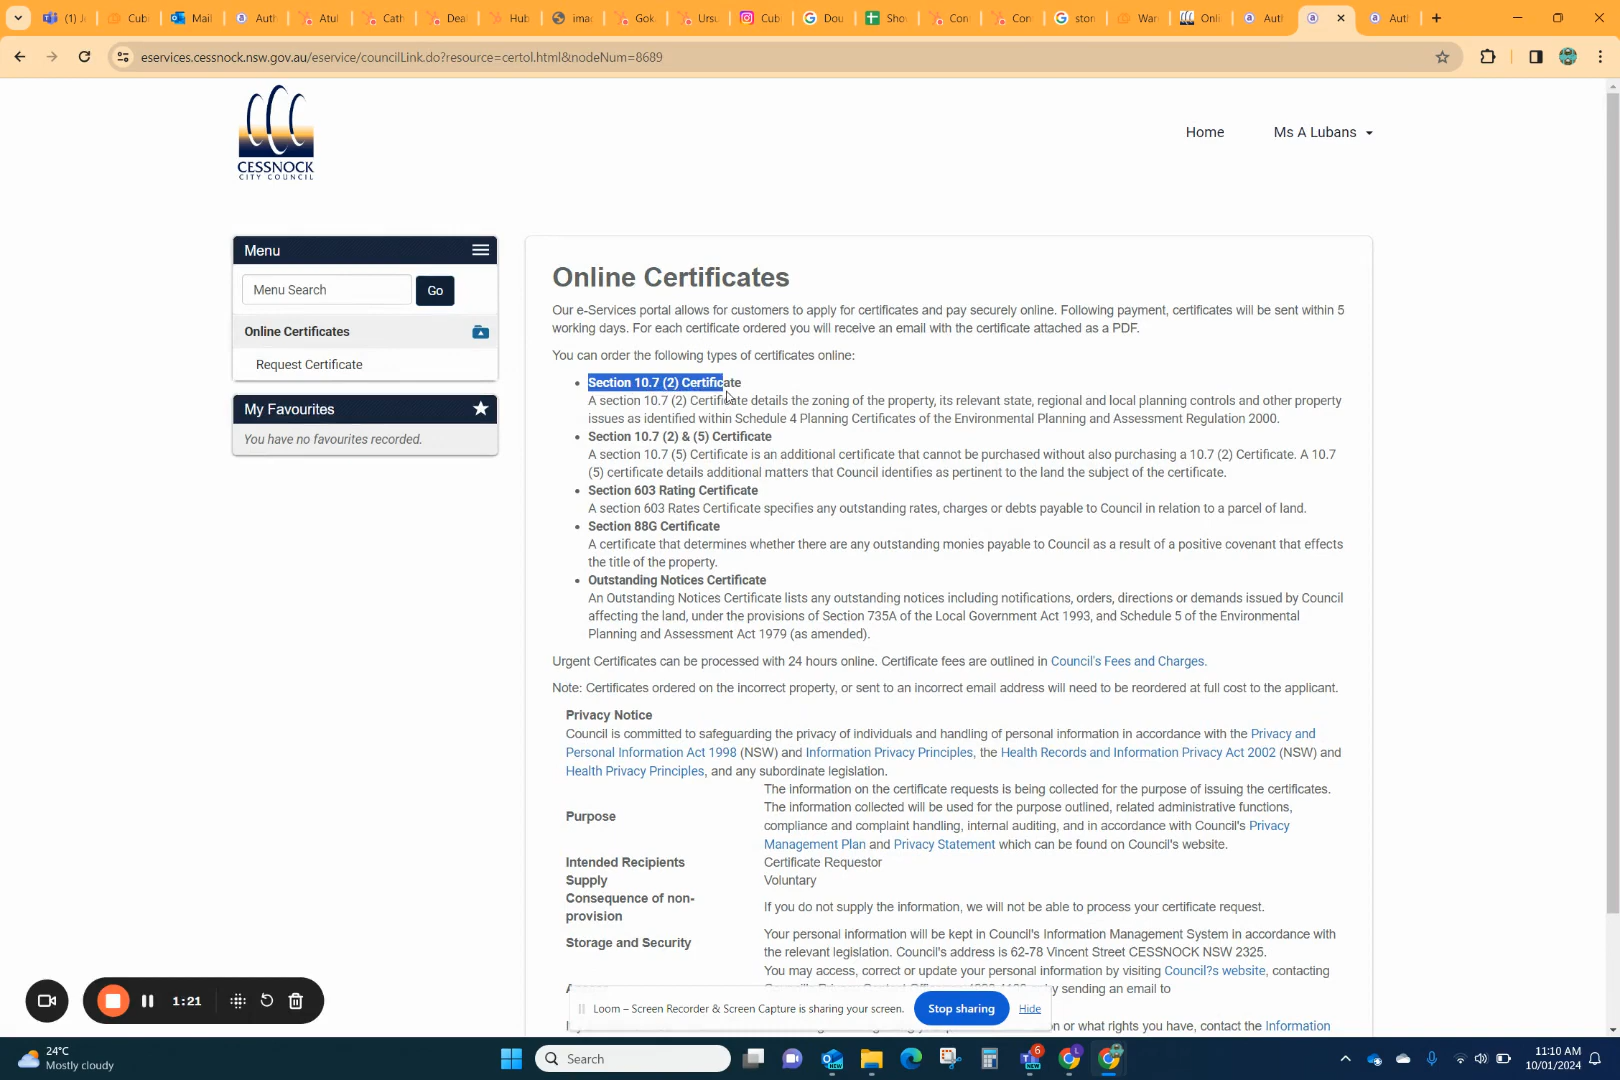 (1) J
Cub
Mail
Auth
Atul
Cath
Dea
Hub
imac
Gok
Ursu
Cub
Dou
Sho
Con
Con
ston
War
Onli
Autl
Auth
eservices.cessnock.nsw.gov.au/eservice/councilLink.do?resource=certol.html&nodeNum=8689
CESSNOCK
CITY COUNCIL
Home
Ms A Lubans
Menu
Menu Search
Go
Online Certificates
Request Certificate
My Favourites
You have no favourites recorded.
Online Certificates
Our e-Services portal allows for customers to apply for certificates and pay securely online. Following payment, certificates will be sent within 5
working days. For each certificate ordered you will receive an email with the certificate attached as a PDF.
You can order the following types of certificates online:
• Section 10.7 (2) Certificate
A section 10.7 (2) Certificate details the zoning of the property, its relevant state, regional and local planning controls and other property
issues as identified within Schedule 4 Planning Certificates of the Environmental Planning and Assessment Regulation 2000.
• Section 10.7 (2) & (5) Certificate
A section 10.7 (5) Certificate is an additional certificate that cannot be purchased without also purchasing a 10.7 (2) Certificate. A 10.7
(5) certificate details additional matters that Council identifies as pertinent to the land the subject of the certificate.
• Section 603 Rating Certificate
A section 603 Rates Certificate specifies any outstanding rates, charges or debts payable to Council in relation to a parcel of land.
• Section 88G Certificate
A certificate that determines whether there are any outstanding monies payable to Council as a result of a positive covenant that effects
the title of the property.
• Outstanding Notices Certificate
An Outstanding Notices Certificate lists any outstanding notices including notifications, orders, directions or demands issued by Council
affecting the land, under the provisions of Section 735A of the Local Government Act 1993, and Schedule 5 of the Environmental
Planning and Assessment Act 1979 (as amended).
Urgent Certificates can be processed with 24 hours online. Certificate fees are outlined in Council's Fees and Charges.
Note: Certificates ordered on the incorrect property, or sent to an incorrect email address will need to be reordered at full cost to the applicant.
Privacy Notice
Council is committed to safeguarding the privacy of individuals and handling of personal information in accordance with the Privacy and
Personal Information Act 1998 (NSW) and Information Privacy Principles, the Health Records and Information Privacy Act 2002 (NSW) and
Health Privacy Principles, and any subordinate legislation.
Purpose
The information on the certificate requests is being collected for the purpose of issuing the certificates.
The information collected will be used for the purpose outlined, related administrative functions,
compliance and complaint handling, internal auditing, and in accordance with Council's Privacy
Management Plan and Privacy Statement which can be found on Council's website.
Intended Recipients
Certificate Requestor
Supply
Voluntary
Consequence of non-
provision
If you do not supply the information, we will not be able to process your certificate request.
Storage and Security
Your personal information will be kept in Council's Information Management System in accordance with
the relevant legislation. Council's address is 62-78 Vincent Street CESSNOCK NSW 2325.
You may access, correct or update your personal information by visiting Council?s website, contacting
by sending an email to
on or what rights you have, contact the Information
1:21
Loom – Screen Recorder & Screen Capture is sharing your screen.
Stop sharing
Hide
24°C
Mostly cloudy
Search
NEW
6
NEW
11:10 AM
10/01/2024